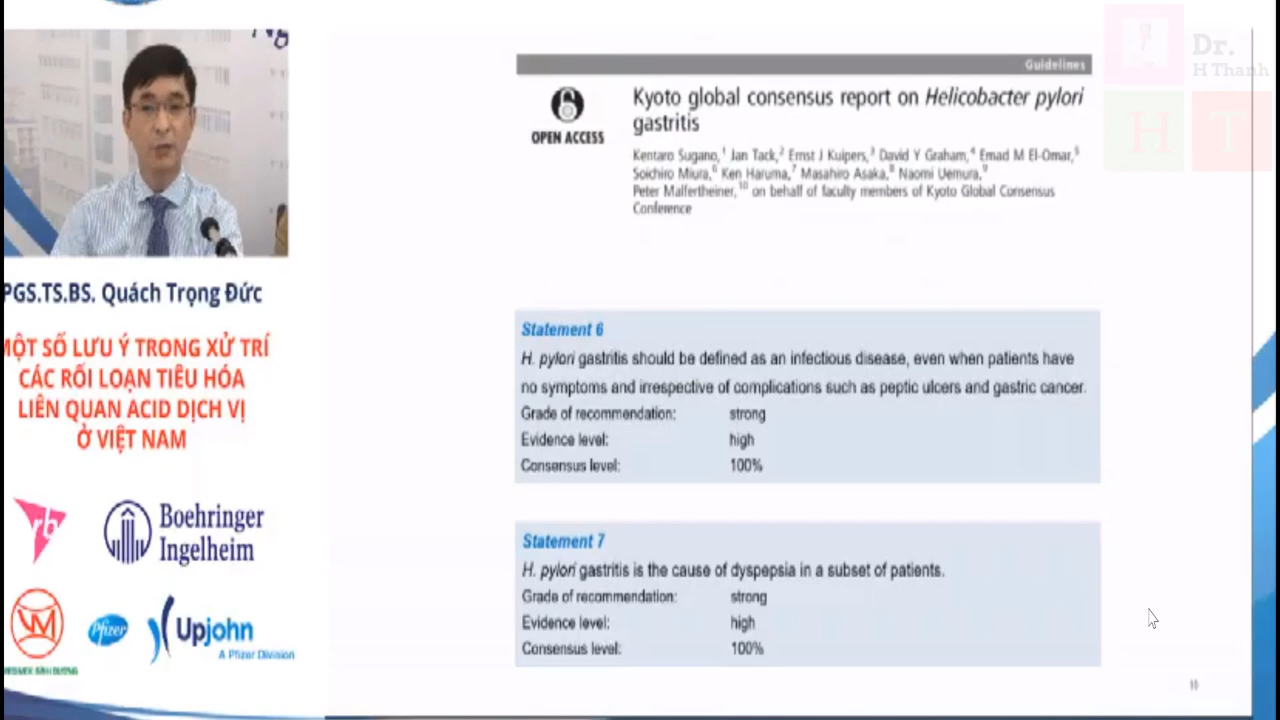 Ng
Dr.
H Thanh
H T
Guidelines
OPEN ACCESS
Kyoto global consensus report on Helicobacter pylori
gastritis
Kentaro Sugano,1 Jan Tack,2 Ernst J Kuipers,3 David Y Graham,4 Emad M El-Omar,5
Soichiro Miura,6 Ken Haruma,7 Masahiro Asaka,8 Naomi Uemura,9
Peter Malfertheiner,10 on behalf of faculty members of Kyoto Global Consensus
Conference
PGS.TS.BS. Quách Trọng Đức
MỘT SỐ LƯU Ý TRONG XỬ TRÍ
CÁC RỐI LOẠN TIÊU HÓA
LIÊN QUAN ACID DỊCH VỊ
Ở VIỆT NAM
rb
Boehringer
Ingelheim
Pfizer
Upjohn
A Pfizer Division
Statement 6
H. pylori gastritis should be defined as an infectious disease, even when patients have
no symptoms and irrespective of complications such as peptic ulcers and gastric cancer.
Grade of recommendation: strong
Evidence level: high
Consensus level: 100%
Statement 7
H. pylori gastritis is the cause of dyspepsia in a subset of patients.
Grade of recommendation: strong
Evidence level: high
Consensus level: 100%
10